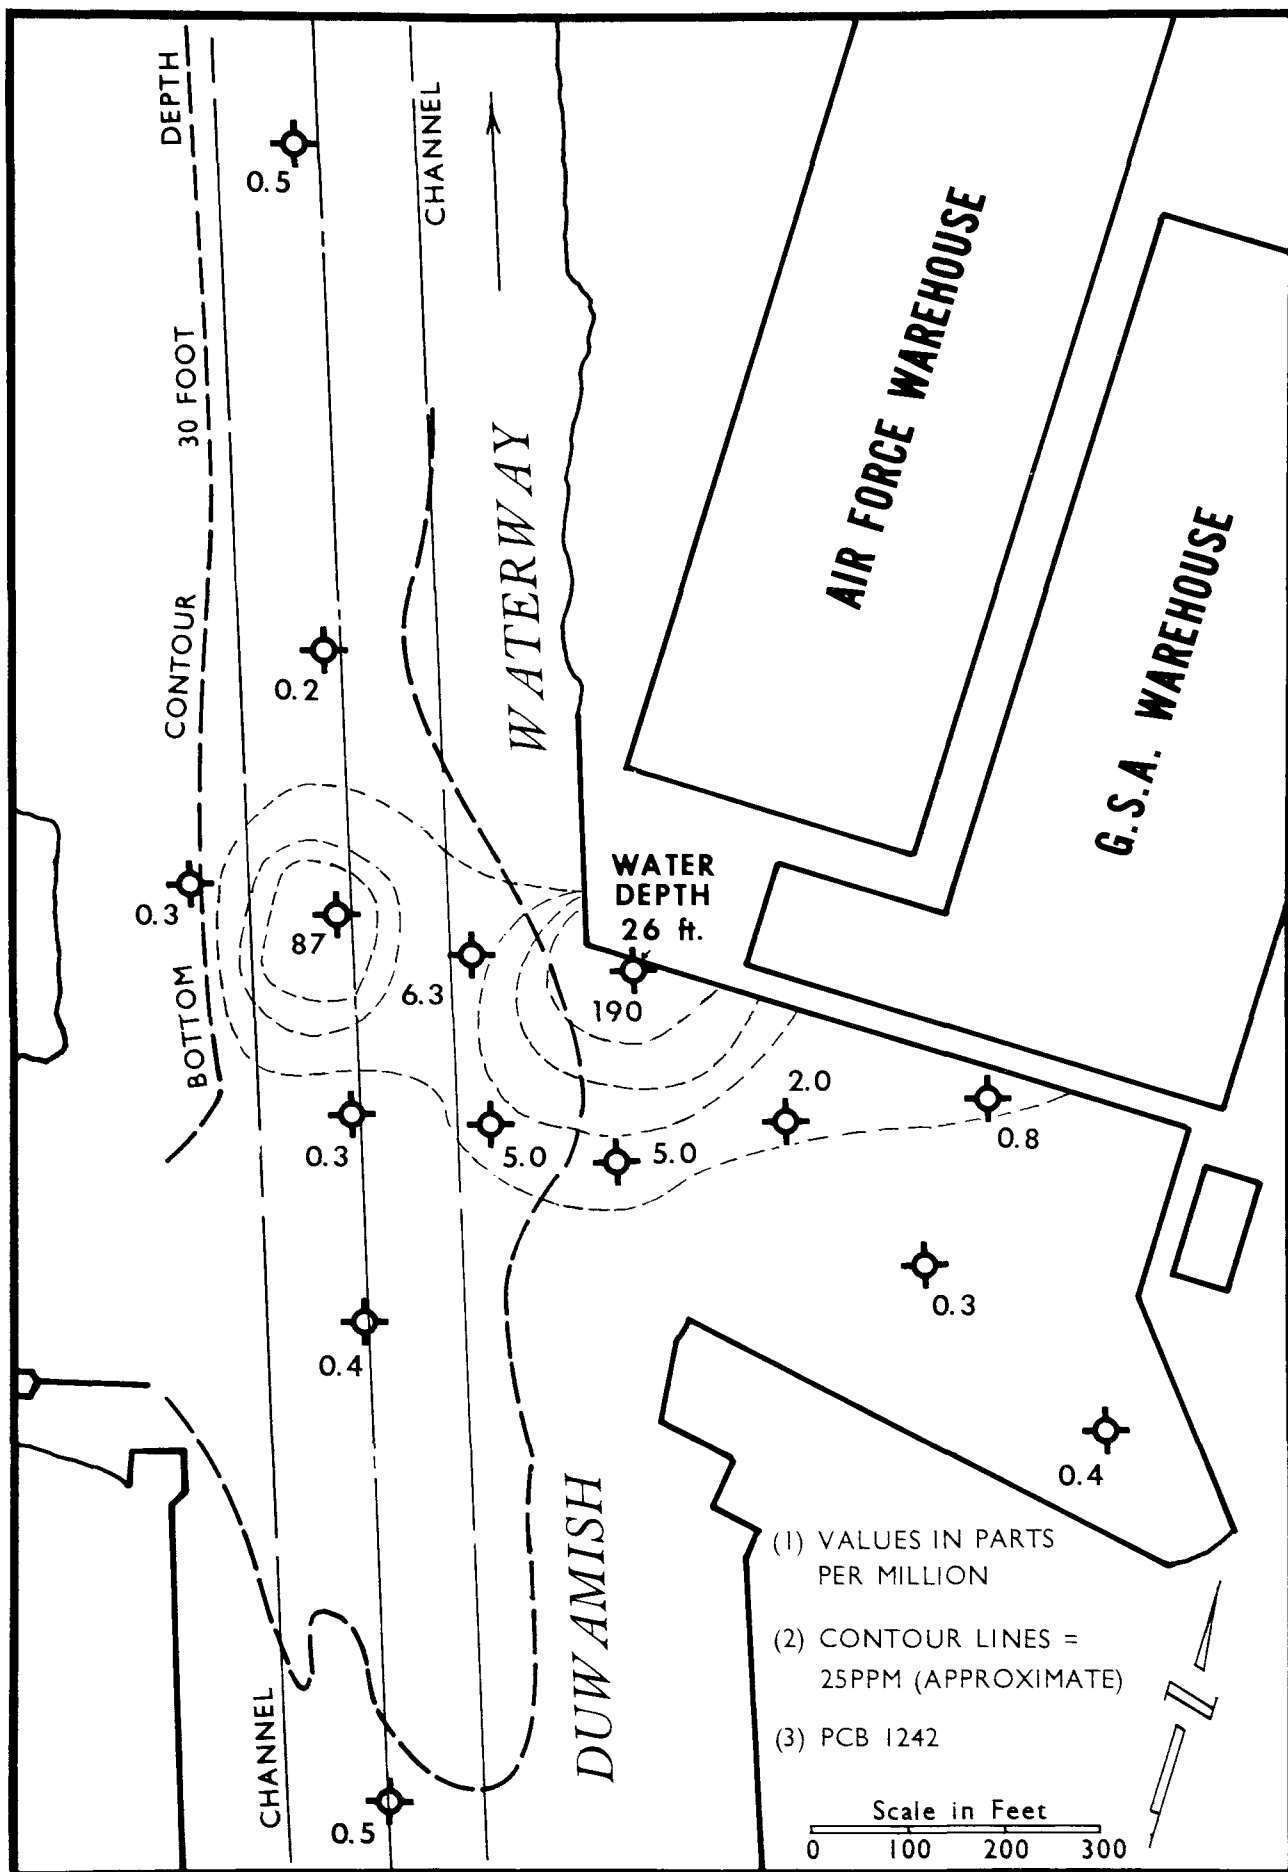 DEPTH
CHANNEL
0.5
AIR FORCE WAREHOUSE
30 FOOT
WATERWAY
G.S.A. WAREHOUSE
CONTOUR
0.2
WATER
DEPTH
26 ft.
0.3
87
6.3
190
BOTTOM
2.0
0.3
5.0
5.0
0.8
0.3
0.4
0.4
DUWAMISH
(1) VALUES IN PARTS
PER MILLION
(2) CONTOUR LINES =
25PPM (APPROXIMATE)
(3) PCB 1242
CHANNEL
0.5
Scale in Feet
0 100 200 300